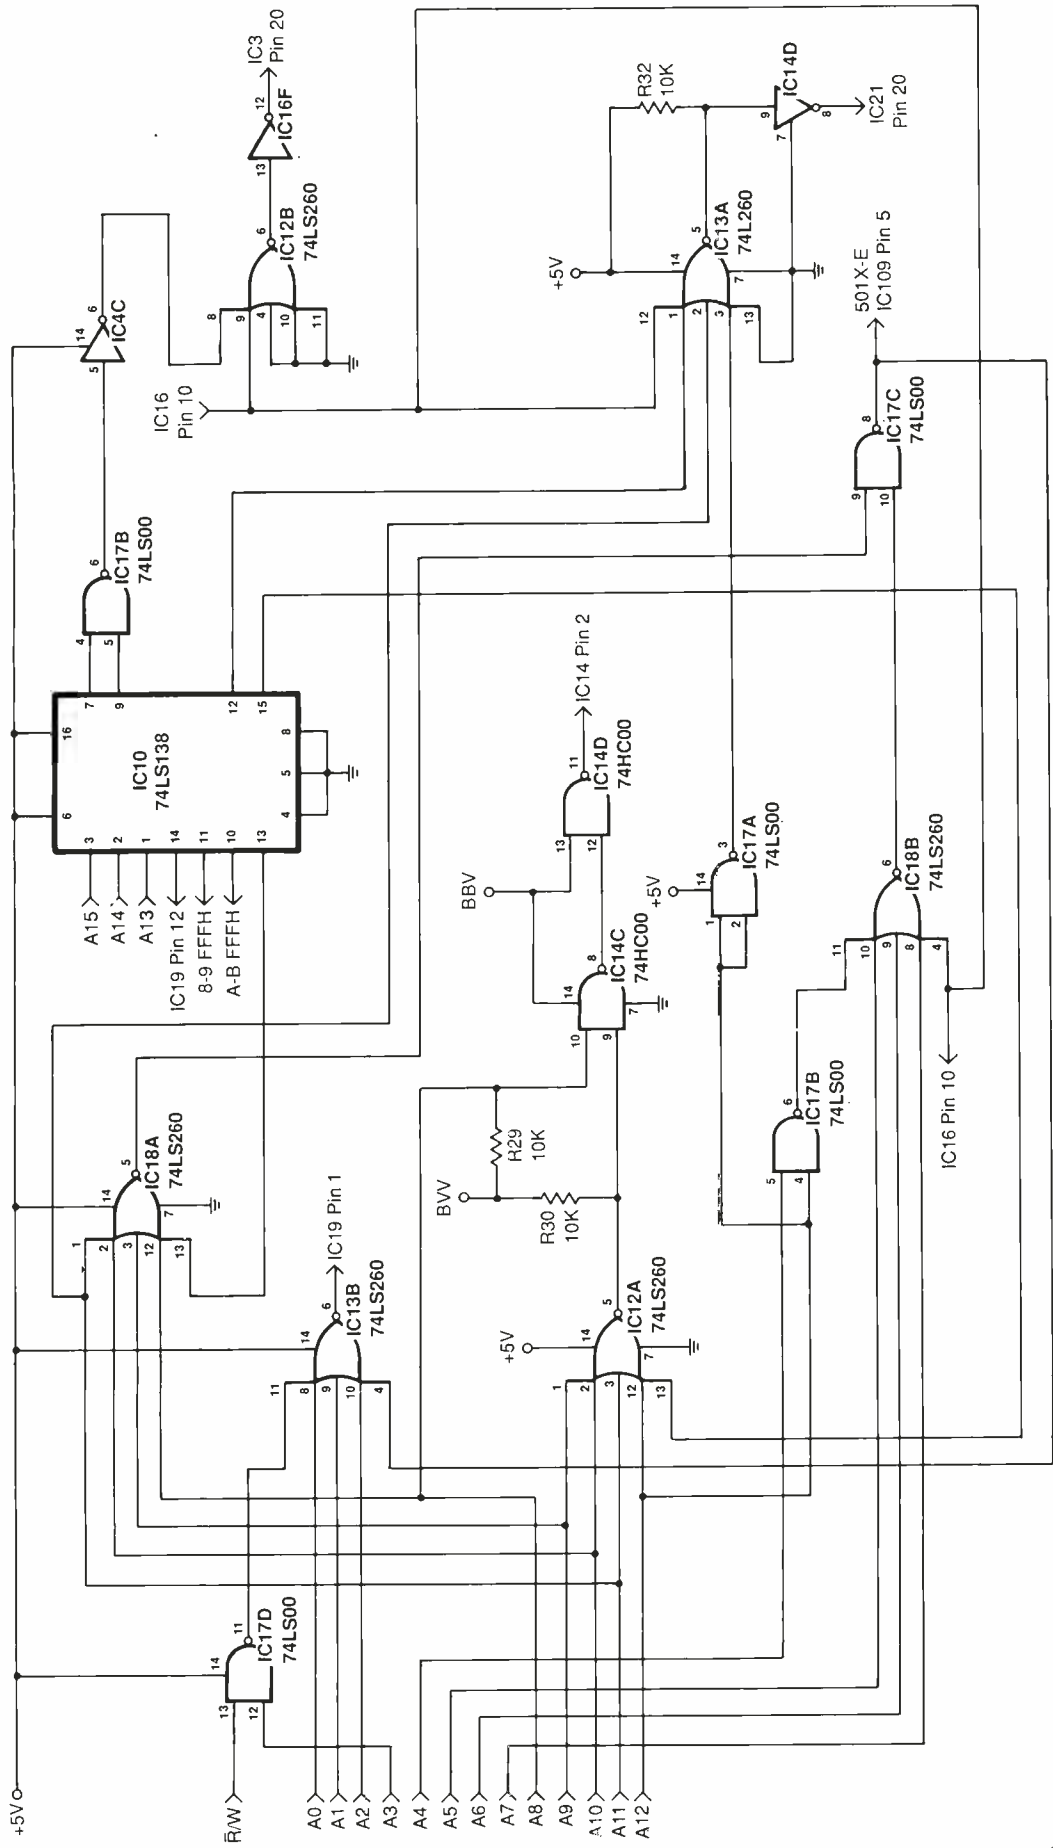 +5V
R/W
A0
A1
A2
A3
A4
A5
A6
A7
A8
A9
A10
A11
A12
13
12
14
11
IC17D
74LS00
11
8
9
10
4
14
6
IC13B
74LS260
IC19 Pin 1
1
2
3
12
13
14
7
5
IC18A
74LS260
+5V
1
2
3
12
13
14
7
5
IC12A
74LS260
BVV
R29
10K
R30
10K
10
9
14
7
8
IC14C
74HC00
BBV
13
12
11
IC14D
74HC00
IC14 Pin 2
A15
A14
A13
IC19 Pin 12
8-9 FFFH
A-B FFFH
3
2
1
14
11
10
13
6
16
IC10
74LS138
4
5
8
7
9
12
15
4
5
6
IC17B
74LS00
5
14
6
IC4C
IC16
Pin 10
8
9
4
10
11
6
IC12B
74LS260
13
12
IC16F
IC3
Pin 20
+5V
12
1
2
3
13
14
7
5
IC13A
74L260
R32
10K
9
7
8
IC14D
IC21
Pin 20
5
4
6
IC17B
74LS00
+5V
1
2
14
3
IC17A
74LS00
11
10
9
8
4
6
IC18B
74LS260
IC16 Pin 10
9
10
8
IC17C
74LS00
501X-E
IC109 Pin 5